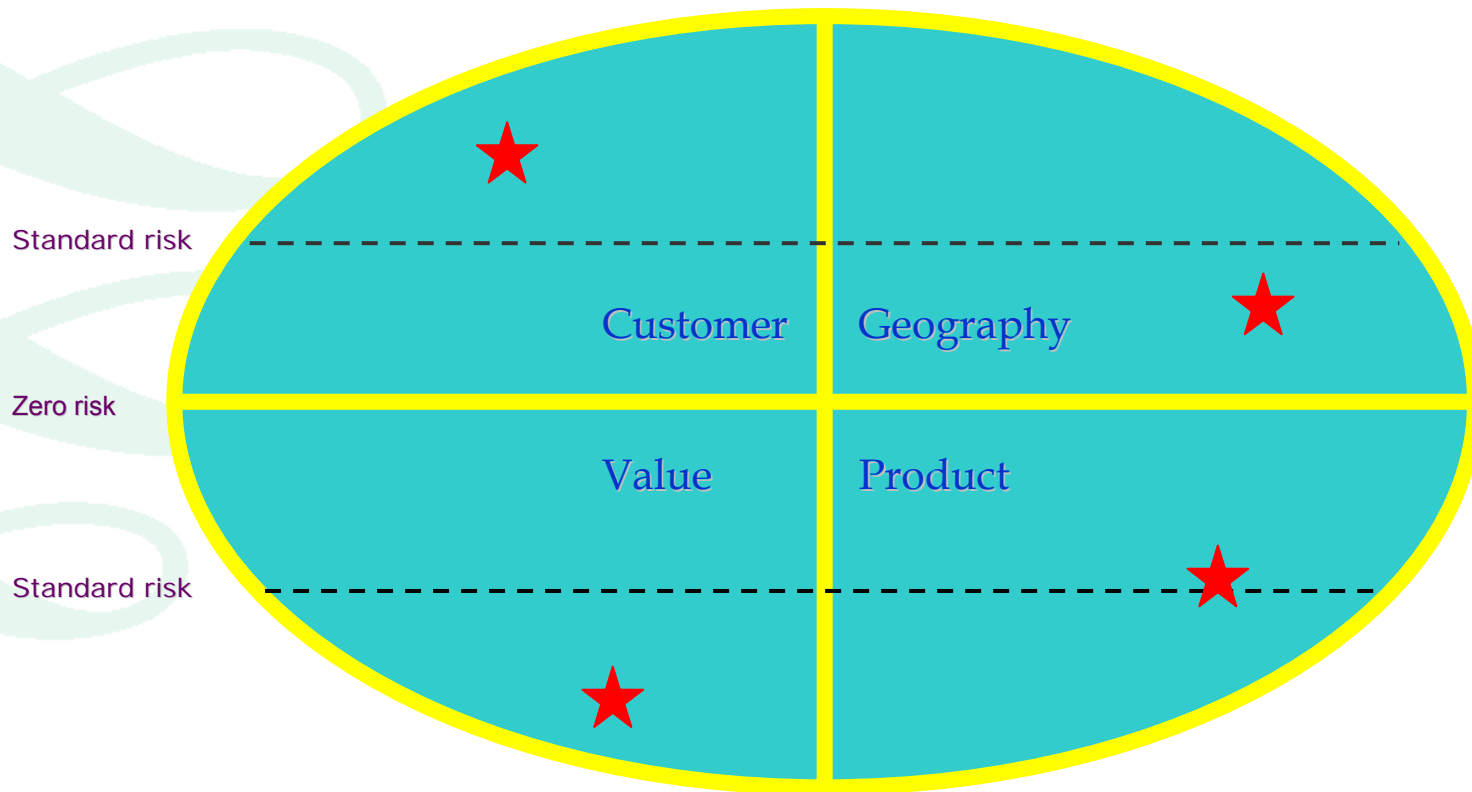 Standard risk
Customer
Geography
Zero risk
Value
Product
Standard risk